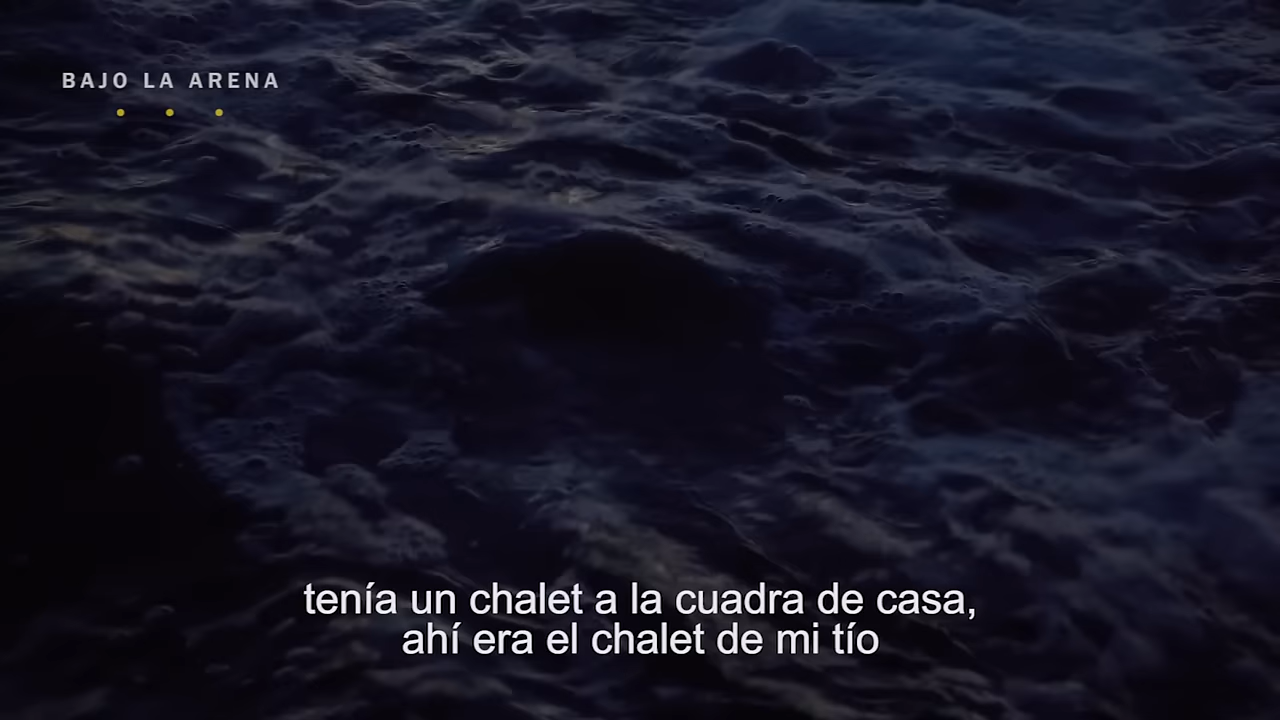 BAJO LA ARENA
tenía un chalet a la cuadra de casa,
ahí era el chalet de mi tío